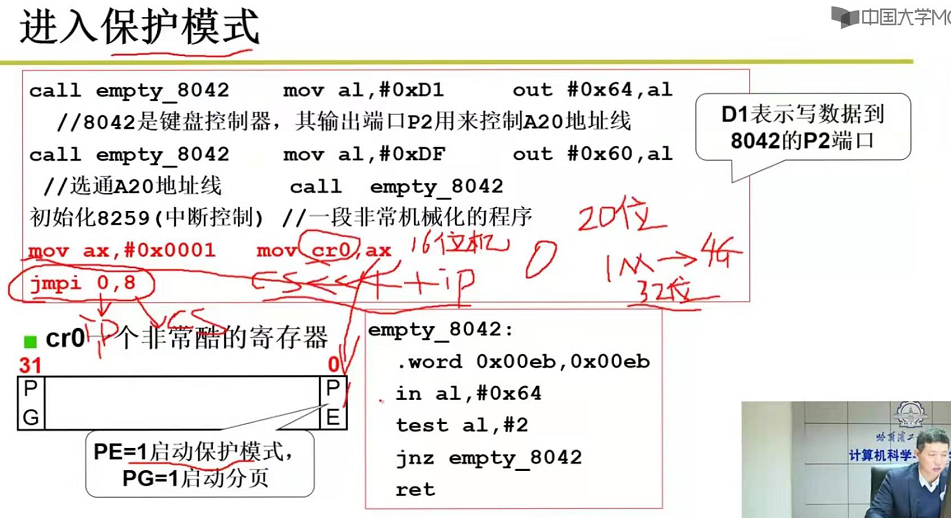 进入保护模式
中国大学MO
call empty_8042 mov al,#0xD1 out #0x64,al
//8042是键盘控制器，其输出端口P2用来控制A20地址线
call empty_8042 mov al,#0xDF out #0x60,al
//选通A20地址线 call empty_8042
初始化8259(中断控制) //一段非常机械化的程序
mov ax,#0x0001 mov cr0,ax
jmpi 0,8
D1表示写数据到
8042的P2端口
20位
16位机
1M→4G
32位
CS<<4+ip
ip
CS
cr0一个非常酷的寄存器
31 0
P P
G E
PE=1启动保护模式，
PG=1启动分页
empty_8042:
.word 0x00eb,0x00eb
in al,#0x64
test al,#2
jnz empty_8042
ret
计算机科学